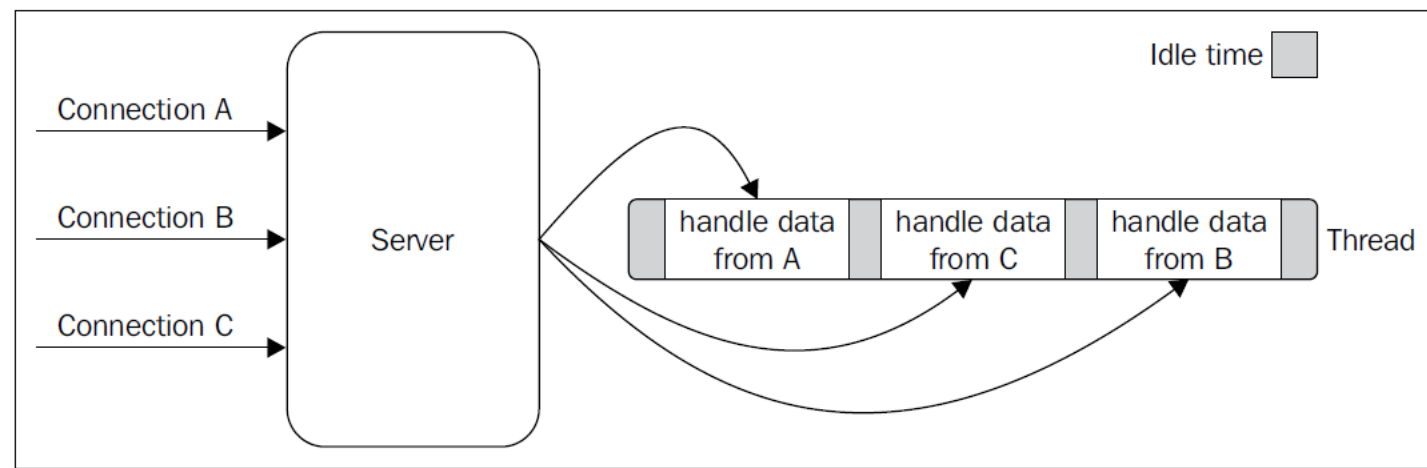 Idle time
Connection A
Connection B
Connection C
Server
handle data
from A
handle data
from C
handle data
from B
Thread